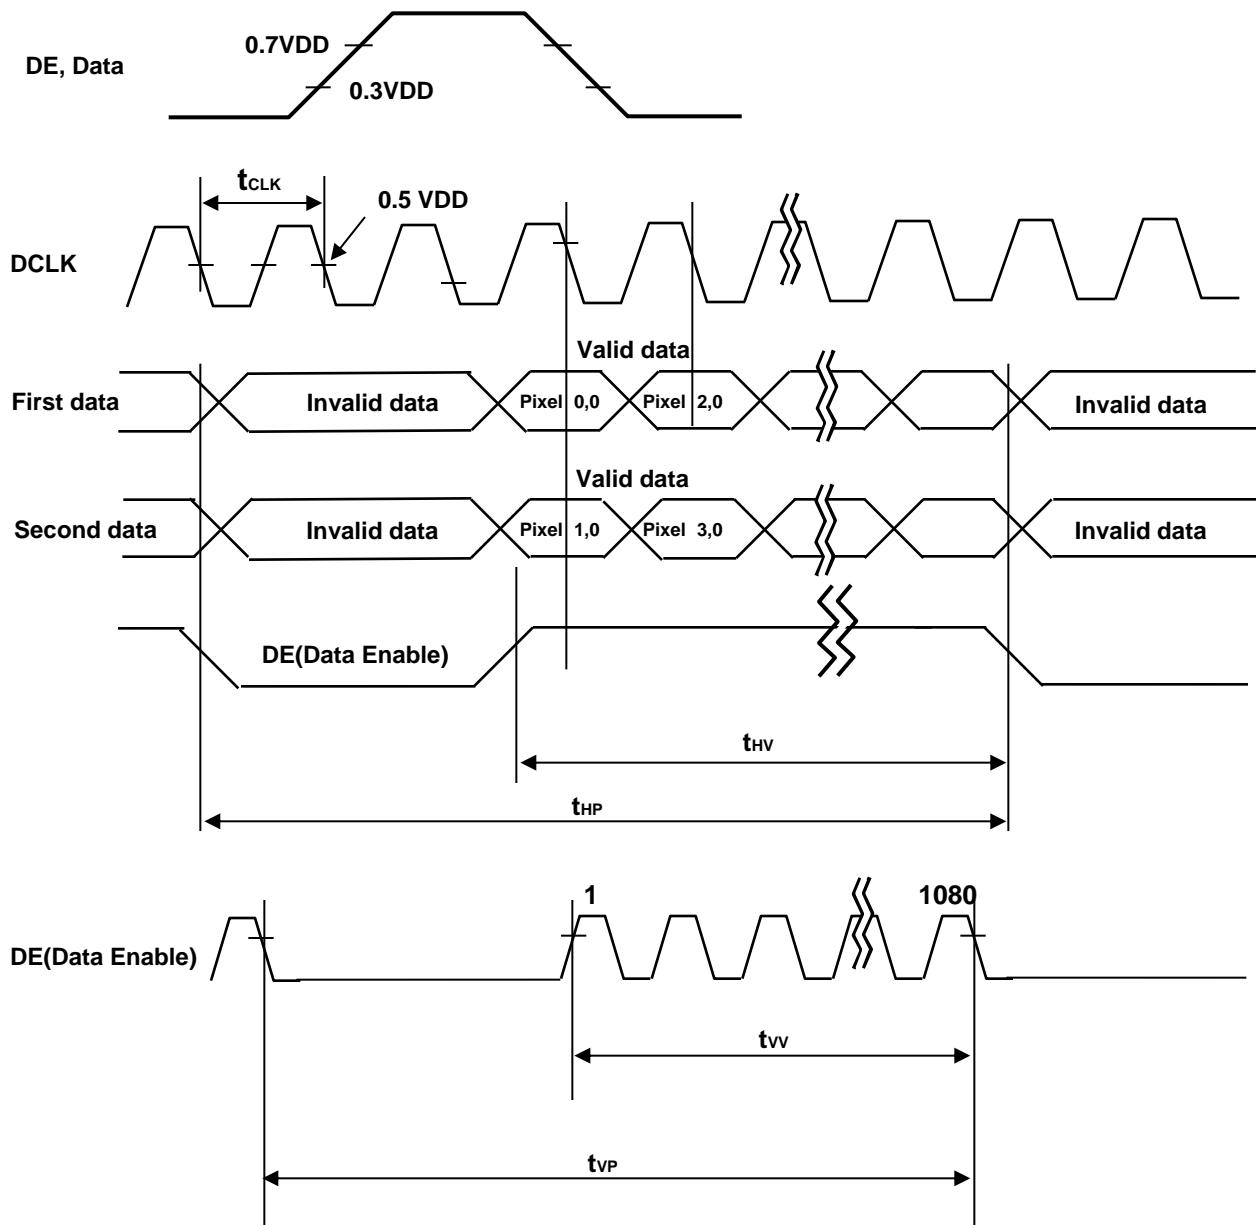 0.7VDD
DE, Data
0.3VDD
tCLK
0.5 VDD
DCLK
Valid data
First data
Invalid data
Pixel 0,0
Pixel 2,0
Invalid data
Valid data
Second data
Invalid data
Pixel 1,0
Pixel 3,0
Invalid data
DE(Data Enable)
tHV
tHP
1
1080
DE(Data Enable)
tVV
tVP